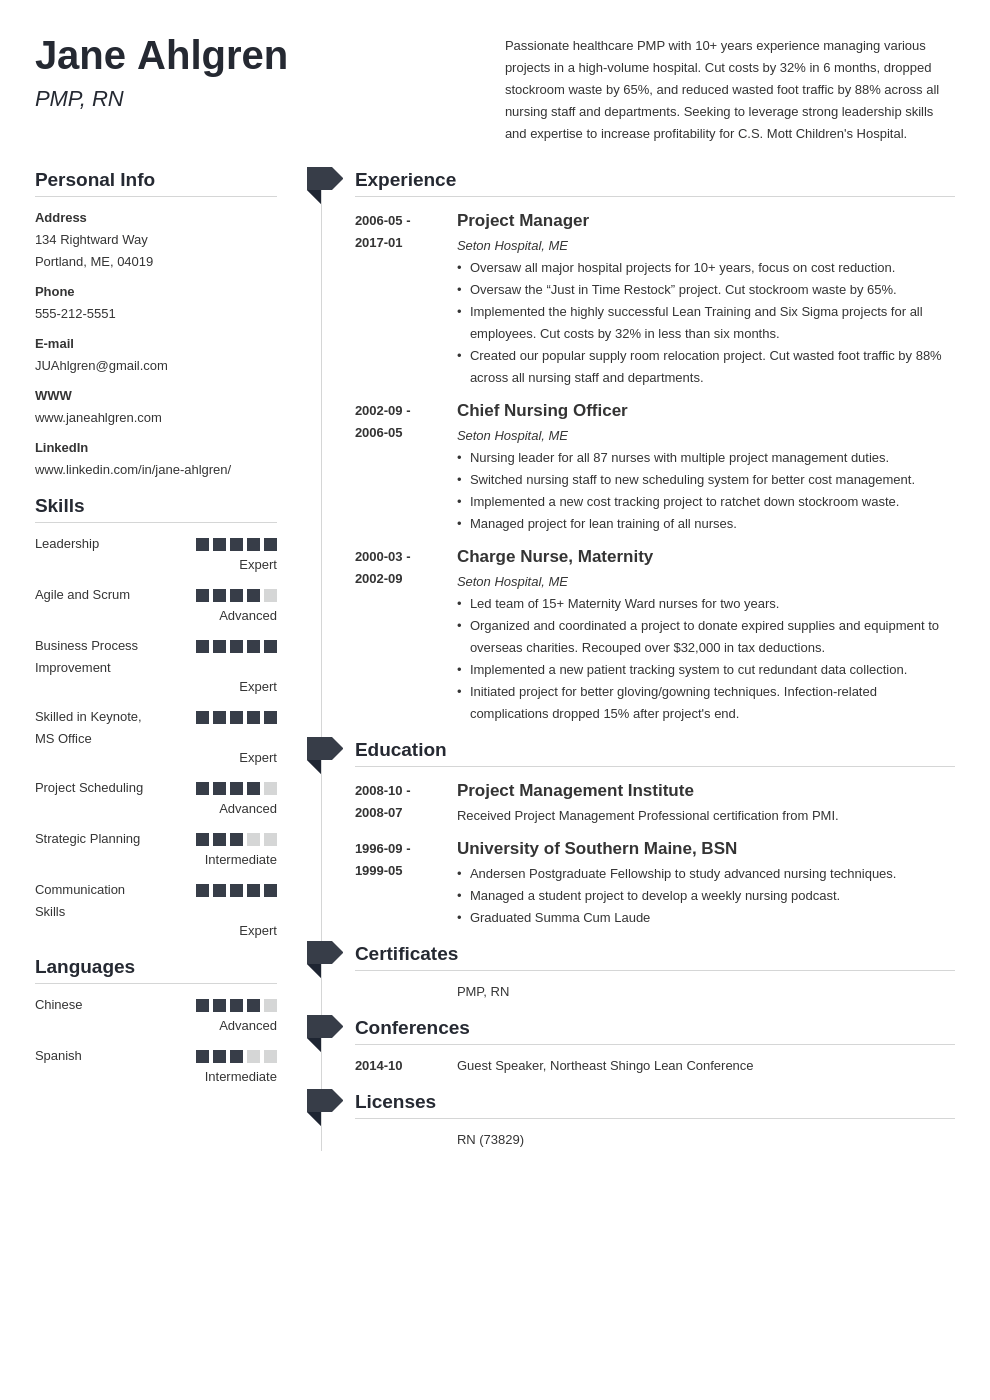 Jane Ahlgren
PMP, RN
Passionate healthcare PMP with 10+ years experience managing various
projects in a high-volume hospital. Cut costs by 32% in 6 months, dropped
stockroom waste by 65%, and reduced wasted foot traffic by 88% across all
nursing staff and departments. Seeking to leverage strong leadership skills
and expertise to increase profitability for C.S. Mott Children's Hospital.
Personal Info
Address
134 Rightward Way
Portland, ME, 04019
Phone
555-212-5551
E-mail
JUAhlgren@gmail.com
WWW
www.janeahlgren.com
LinkedIn
www.linkedin.com/in/jane-ahlgren/
Skills
Leadership
Expert
Agile and Scrum
Advanced
Business Process
Improvement
Expert
Skilled in Keynote,
MS Office
Expert
Project Scheduling
Advanced
Strategic Planning
Intermediate
Communication
Skills
Expert
Languages
Chinese
Advanced
Spanish
Intermediate
Experience
2006-05 -
2017-01
Project Manager
Seton Hospital, ME
• Oversaw all major hospital projects for 10+ years, focus on cost reduction.
• Oversaw the “Just in Time Restock” project. Cut stockroom waste by 65%.
• Implemented the highly successful Lean Training and Six Sigma projects for all
employees. Cut costs by 32% in less than six months.
• Created our popular supply room relocation project. Cut wasted foot traffic by 88%
across all nursing staff and departments.
2002-09 -
2006-05
Chief Nursing Officer
Seton Hospital, ME
• Nursing leader for all 87 nurses with multiple project management duties.
• Switched nursing staff to new scheduling system for better cost management.
• Implemented a new cost tracking project to ratchet down stockroom waste.
• Managed project for lean training of all nurses.
2000-03 -
2002-09
Charge Nurse, Maternity
Seton Hospital, ME
• Led team of 15+ Maternity Ward nurses for two years.
• Organized and coordinated a project to donate expired supplies and equipment to
overseas charities. Recouped over $32,000 in tax deductions.
• Implemented a new patient tracking system to cut redundant data collection.
• Initiated project for better gloving/gowning techniques. Infection-related
complications dropped 15% after project's end.
Education
2008-10 -
2008-07
Project Management Institute
Received Project Management Professional certification from PMI.
1996-09 -
1999-05
University of Southern Maine, BSN
• Andersen Postgraduate Fellowship to study advanced nursing techniques.
• Managed a student project to develop a weekly nursing podcast.
• Graduated Summa Cum Laude
Certificates
PMP, RN
Conferences
2014-10
Guest Speaker, Northeast Shingo Lean Conference
Licenses
RN (73829)